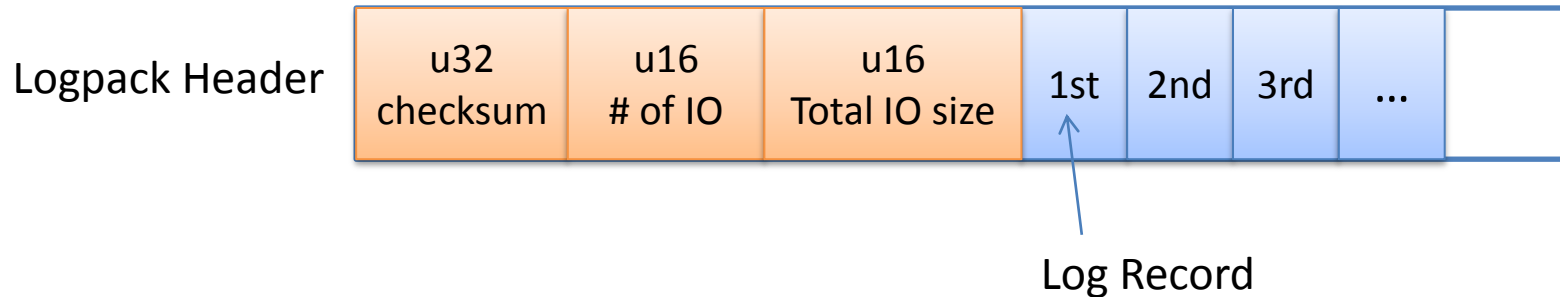 Logpack Header
u32
checksum
u16
# of IO
u16
Total IO size
1st
2nd
3rd
...
Log Record